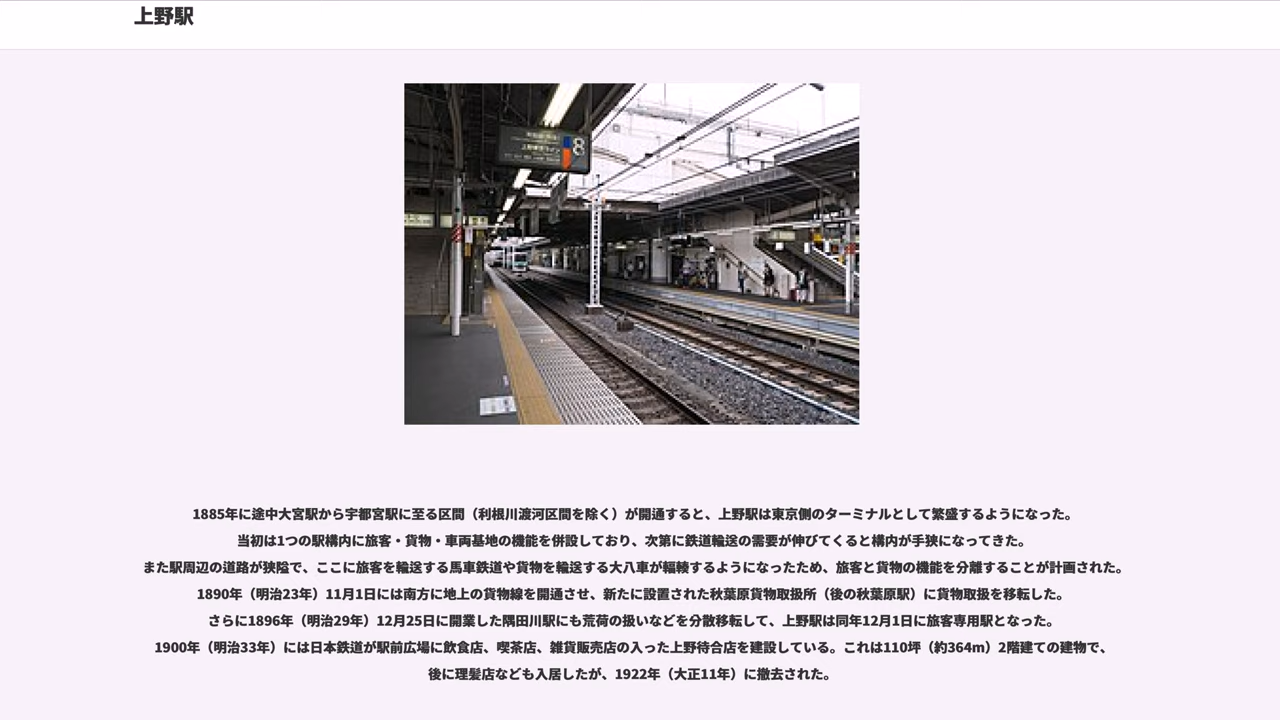 上野駅
8
1885年に途中大宮駅から宇都宮駅に至る区間（利根川渡河区間を除く）が開通すると、上野駅は東京側のターミナルとして繁盛するようになった。
当初は1つの駅構内に旅客・貨物・車両基地の機能を併設しており、次第に鉄道輸送の需要が伸びてくると構内が手狭になってきた。
また駅周辺の道路が狭隘で、ここに旅客を輸送する馬車鉄道や貨物を輸送する大八車が輻輳するようになったため、旅客と貨物の機能を分離することが計画された。
1890年（明治23年）11月1日には南方に地上の貨物線を開通させ、新たに設置された秋葉原貨物取扱所（後の秋葉原駅）に貨物取扱を移転した。
さらに1896年（明治29年）12月25日に開業した隅田川駅にも荒荷の扱いなどを分散移転して、上野駅は同年12月1日に旅客専用駅となった。
1900年（明治33年）には日本鉄道が駅前広場に飲食店、喫茶店、雑貨販売店の入った上野待合店を建設している。これは110坪（約364m）2階建ての建物で、
後に理髪店なども入居したが、1922年（大正11年）に撤去された。